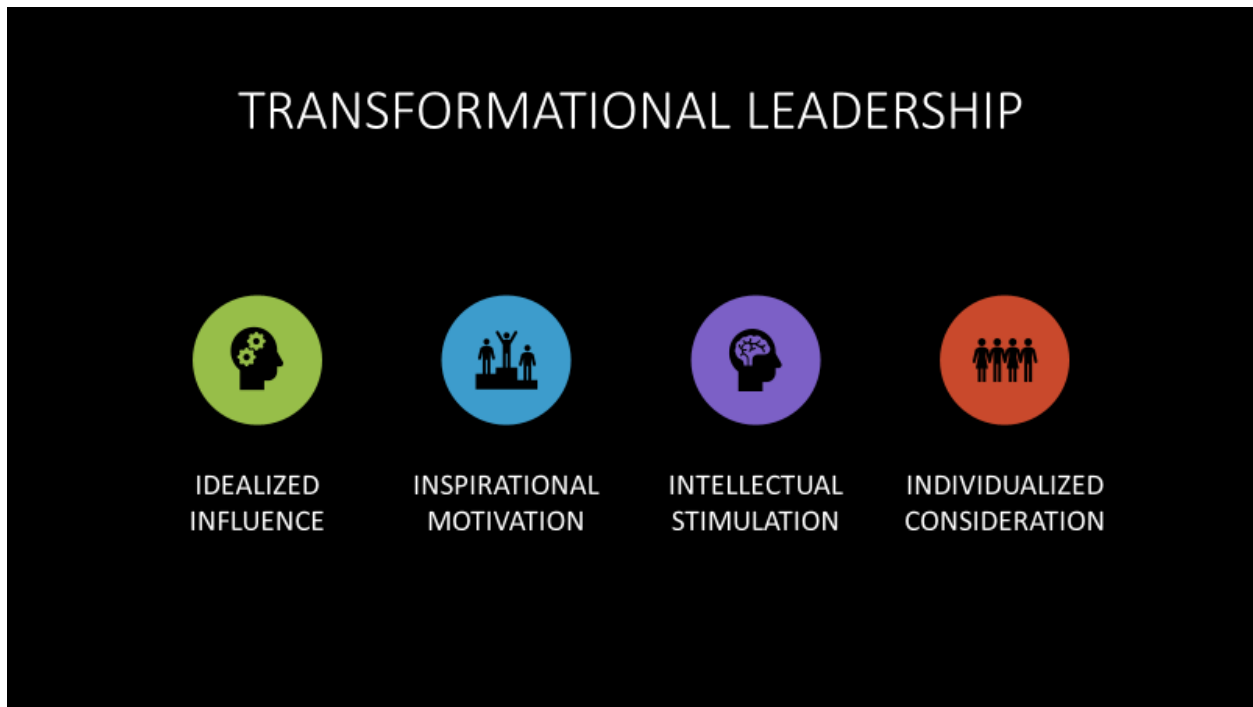 TRANSFORMATIONAL LEADERSHIP
IDEALIZED
INFLUENCE
INSPIRATIONAL
MOTIVATION
INTELLECTUAL
STIMULATION
INDIVIDUALIZED
CONSIDERATION